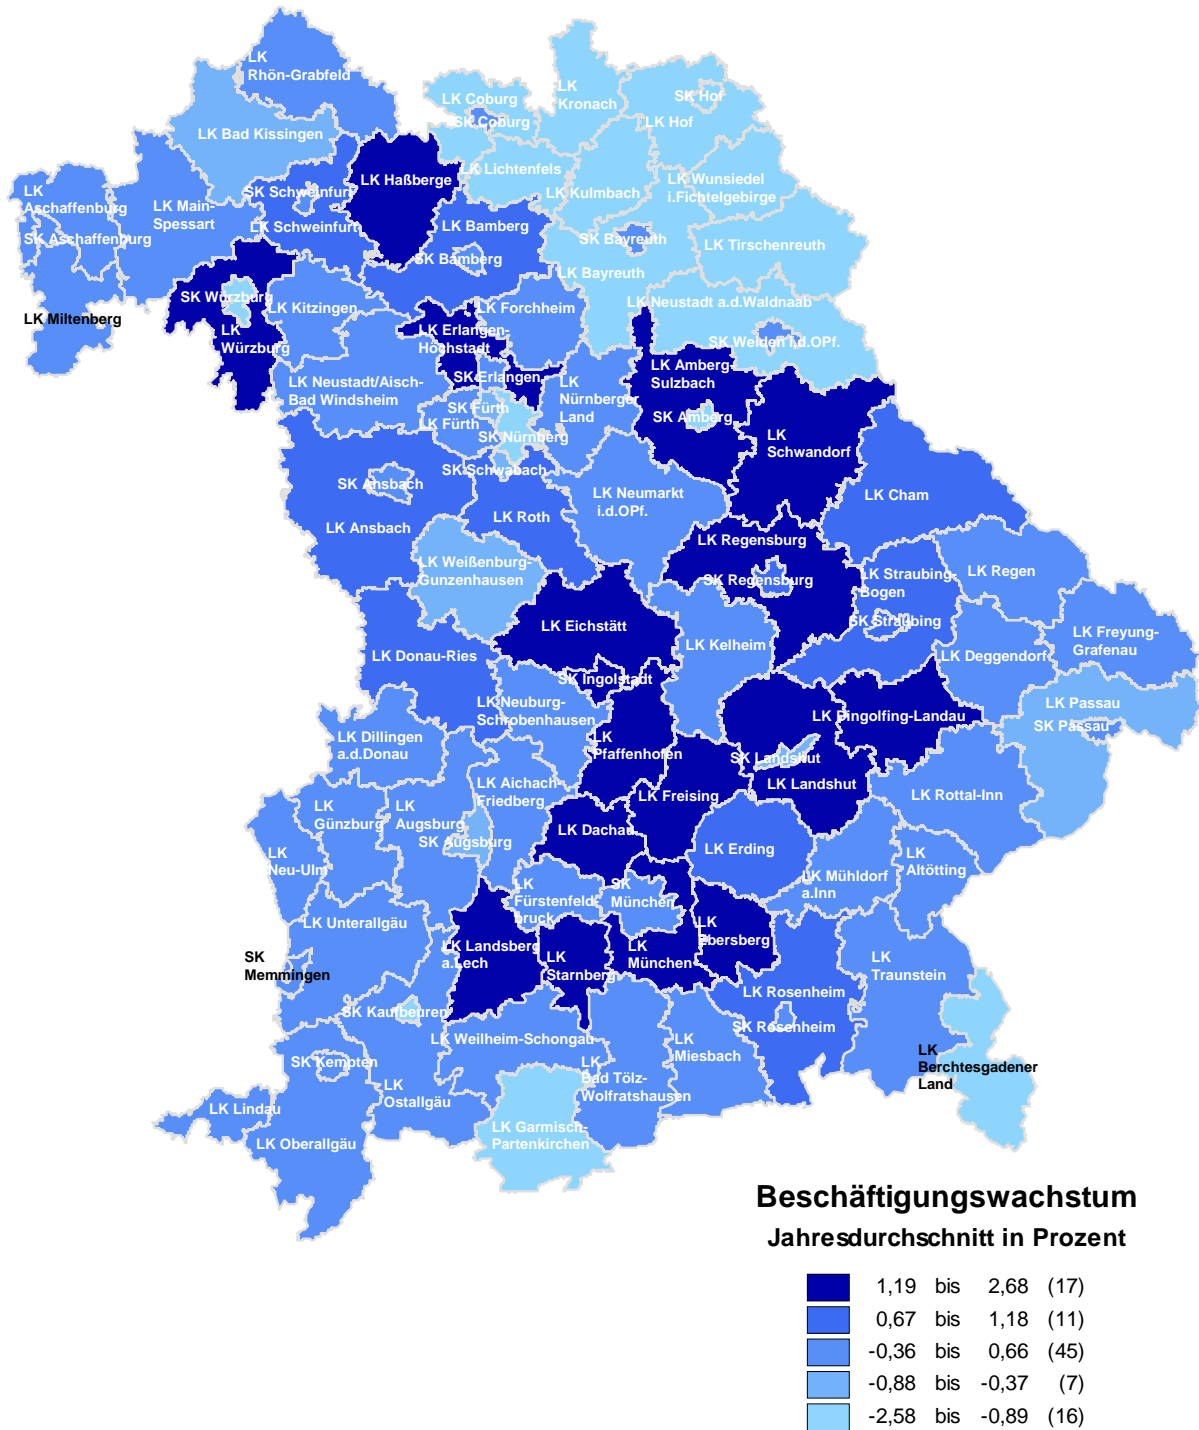 LK
Rhön-Grabfeld
LK Coburg
SK Coburg
LK
Kronach
SK Hof
LK Hof
LK Bad Kissingen
LK Lichtenfels
LK Haßberge
LK Kulmbach
LK Wunsiedel
i.Fichtelgebirge
LK
Aschaffenburg
SK Aschaffenburg
LK Main-
Spessart
SK Schweinfurt
LK Schweinfurt
LK Bamberg
SK Bamberg
SK Bayreuth
LK Bayreuth
LK Tirschenreuth
SK Würzburg
LK
Würzburg
LK Kitzingen
LK Forchheim
LK Neustadt a.d.Waldnaab
SK Weiden i.d.OPf.
LK Miltenberg
LK Erlangen-
Höchstadt
SK Erlangen
LK Neustadt/Aisch-
Bad Windsheim
LK
Nürnberger
Land
LK Amberg-
Sulzbach
SK Amberg
SK Fürth
LK Fürth
SK Nürnberg
SK Schwabach
LK
Schwandorf
SK Ansbach
LK Ansbach
LK Roth
LK Neumarkt
i.d.OPf.
LK Cham
LK Weißenburg-
Gunzenhausen
LK Regensburg
SK Regensburg
LK Straubing-
Bogen
SK Straubing
LK Regen
LK Eichstätt
LK Kelheim
LK Freyung-
Grafenau
LK Donau-Ries
SK Ingolstadt
LK Deggendorf
LK Neuburg-
Schrobenhausen
LK Dingolfing-Landau
LK Passau
SK Passau
LK Dillingen
a.d.Donau
LK
Pfaffenhofen
SK Landshut
LK Landshut
LK Aichach-
Friedberg
LK Freising
LK Rottal-Inn
LK
Günzburg
LK
Augsburg
SK Augsburg
LK Dachau
LK Erding
LK
Neu-Ulm
LK Mühldorf
a.Inn
LK
Altötting
LK
Fürstenfeld-
bruck
SK
München
LK Unterallgäu
LK
Ebersberg
SK
Memmingen
LK Landsberg
a.Lech
LK
Starnberg
LK
München
LK
Traunstein
LK Rosenheim
SK Rosenheim
SK Kaufbeuren
LK Weilheim-Schongau
LK
Miesbach
LK
Berchtesgadener
Land
SK Kempten
LK
Ostallgäu
LK
Bad Tölz-
Wolfratshausen
LK Lindau
LK Oberallgäu
LK Garmisch-
Partenkirchen
Beschäftigungswachstum
Jahresdurchschnitt in Prozent
1,19 bis 2,68 (17)
0,67 bis 1,18 (11)
-0,36 bis 0,66 (45)
-0,88 bis -0,37 (7)
-2,58 bis -0,89 (16)